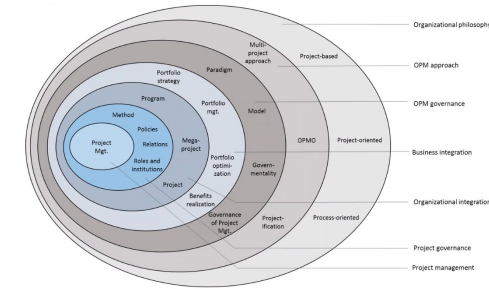 Organizational philosophy
Multi-
project
approach
Project-based
OPM approach
Paradigm
Portfolio
strategy
Program
Portfolio
mgt.
OPM governance
Model
Method
Policies
Project
Mgt.
Relations
Mega-
project
OPMO
Project-oriented
Business integration
Portfolio
optimi-
zation
Roles and
institutions
Govern-
mentality
Project
Benefits
realization
Organizational integration
Governance
of Project
Mgt.
Project-
ification
Process-oriented
Project governance
Project management